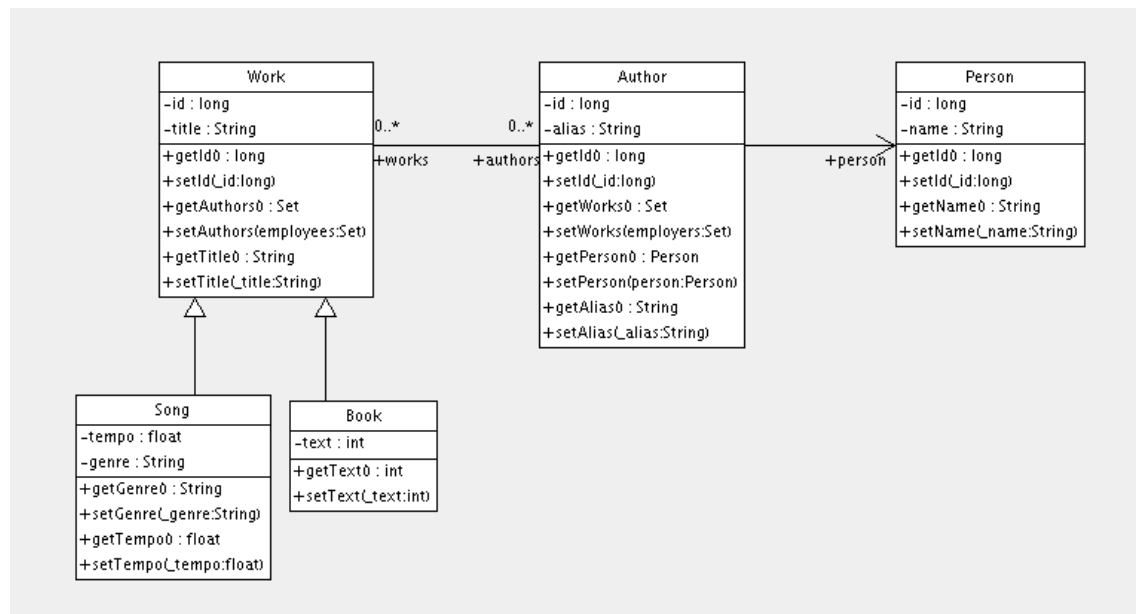 Work
-id : long
-title : String
+getId() : long
+setId(_id:long)
+getAuthors() : Set
+setAuthors(employees:Set)
+getTitle() : String
+setTitle(_title:String)
0..*
+works
0..*
+authors
Author
-id : long
-alias : String
+getId() : long
+setId(_id:long)
+getWorks() : Set
+setWorks(employers:Set)
+getPerson() : Person
+setPerson(person:Person)
+getAlias() : String
+setAlias(_alias:String)
+person
Person
-id : long
-name : String
+getId() : long
+setId(_id:long)
+getName() : String
+setName(_name:String)
Song
-tempo : float
-genre : String
+getGenre() : String
+setGenre(_genre:String)
+getTempo() : float
+setTempo(_tempo:float)
Book
-text : int
+getText() : int
+setText(_text:int)